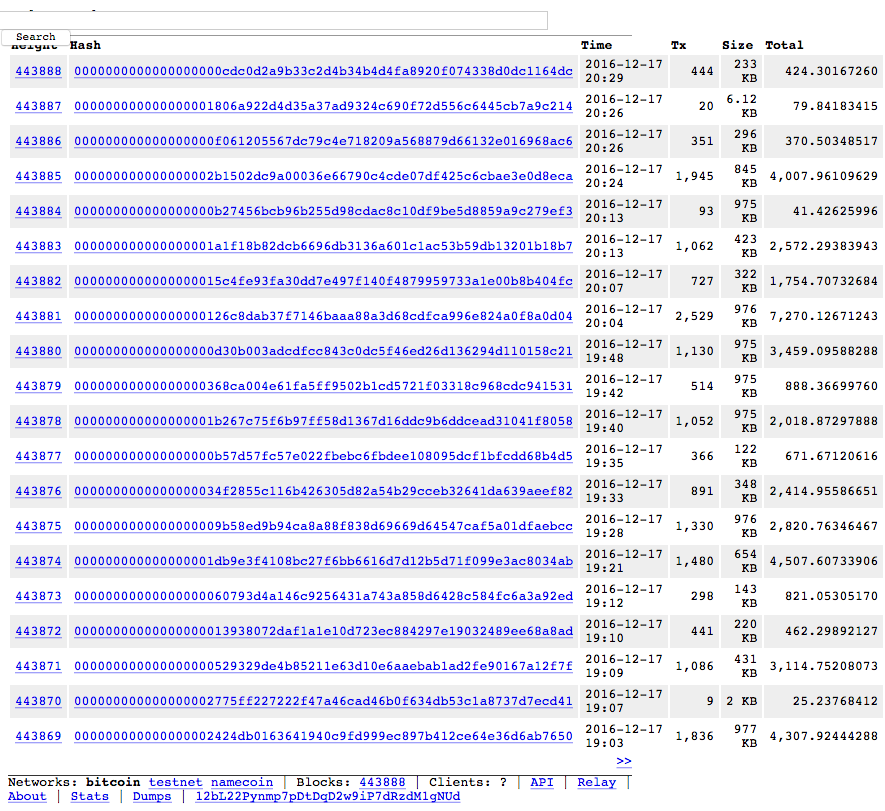 Search
Height Hash Time Tx Size Total
443888 0000000000000000000cdc0d2a9b33c2d4b34b4d4fa8920f074338d0dc1164dc 2016-12-17 20:29 444 233 KB 424.30167260
443887 000000000000000001806a922d4d35a37ad9324c690f72d556c6445cb7a9c214 2016-12-17 20:26 20 6.12 KB 79.84183415
443886 000000000000000000f061205567dc79c4e718209a568879d66132e016968ac6 2016-12-17 20:26 351 296 KB 370.50348517
443885 000000000000000002b1502dc9a00036e66790c4cde07df425c6cbae3e0d8eca 2016-12-17 20:24 1,945 845 KB 4,007.96109629
443884 000000000000000000b27456bcb96b255d98cdac8c10df9be5d8859a9c279ef3 2016-12-17 20:13 93 975 KB 41.42625996
443883 000000000000000001a1f18b82dcb6696db3136a601c1ac53b59db13201b18b7 2016-12-17 20:13 1,062 423 KB 2,572.29383943
443882 00000000000000000015c4fe93fa30dd7e497f140f4879959733a1e00b8b404fc 2016-12-17 20:07 727 322 KB 1,754.70732684
443881 00000000000000000126c8dab37f7146baaa88a3d68cdfca996e824a0f8a0d04 2016-12-17 20:04 2,529 976 KB 7,270.12671243
443880 000000000000000000d30b003adcdfcc843c0dc5f46ed26d136294d110158c21 2016-12-17 19:48 1,130 975 KB 3,459.09588288
443879 00000000000000000368ca004e61fa5ff9502b1cd5721f03318c968cdc941531 2016-12-17 19:42 514 975 KB 888.36699760
443878 000000000000000001b267c75f6b97ff58d1367d16ddc9b6ddcead31041f8058 2016-12-17 19:40 1,052 975 KB 2,018.87297888
443877 000000000000000000b57d57fc57e022fbebc6fbdee108095dcf1bfcdd68b4d5 2016-12-17 19:35 366 122 KB 671.67120616
443876 00000000000000000034f2855c116b426305d82a54b29cceb32641da639aeef82 2016-12-17 19:33 891 348 KB 2,414.95586651
443875 0000000000000000009b58ed9b94ca8a88f838d69669d64547caf5a01dfaebcc 2016-12-17 19:28 1,330 976 KB 2,820.76346467
443874 000000000000000001db9e3f4108bc27f6bb6616d7d12b5d71f099e3ac8034ab 2016-12-17 19:21 1,480 654 KB 4,507.60733906
443873 00000000000000000060793d4a146c9256431a743a858d6428c584fc6a3a92ed 2016-12-17 19:12 298 143 KB 821.05305170
443872 00000000000000000013938072daf1a1e10d723ec884297e19032489ee68a8ad 2016-12-17 19:10 441 220 KB 462.29892127
443871 000000000000000000529329de4b85211e63d10e6aaebab1ad2fe90167a12f7f 2016-12-17 19:09 1,086 431 KB 3,114.75208073
443870 000000000000000002775ff227222f47a46cad46b0f634db53c1a8737d7ecd41 2016-12-17 19:07 9 2 KB 25.23768412
443869 000000000000000002424db0163641940c9fd999ec897b412ce64e36d6ab7650 2016-12-17 19:03 1,836 977 KB 4,307.92444288
>>
Networks: bitcoin testnet namecoin | Blocks: 443888 | Clients: ? | API | Relay |
About | Stats | Dumps | 12bL22Pynmp7pDtDqD2w9iP7dRzdM1gNUd